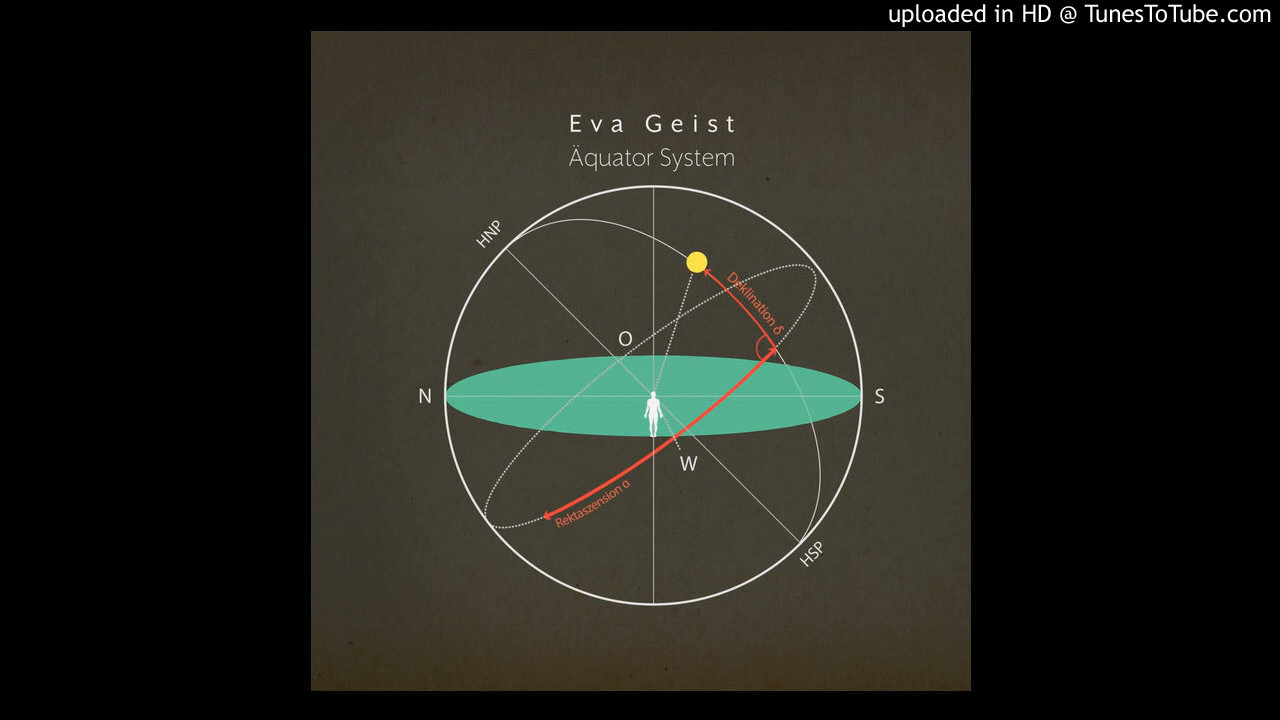 uploaded in HD @ TunesToTube.com
Eva Geist
Äquator System
HNP
Deklination δ
O
N
S
W
Rektaszension α
HSP